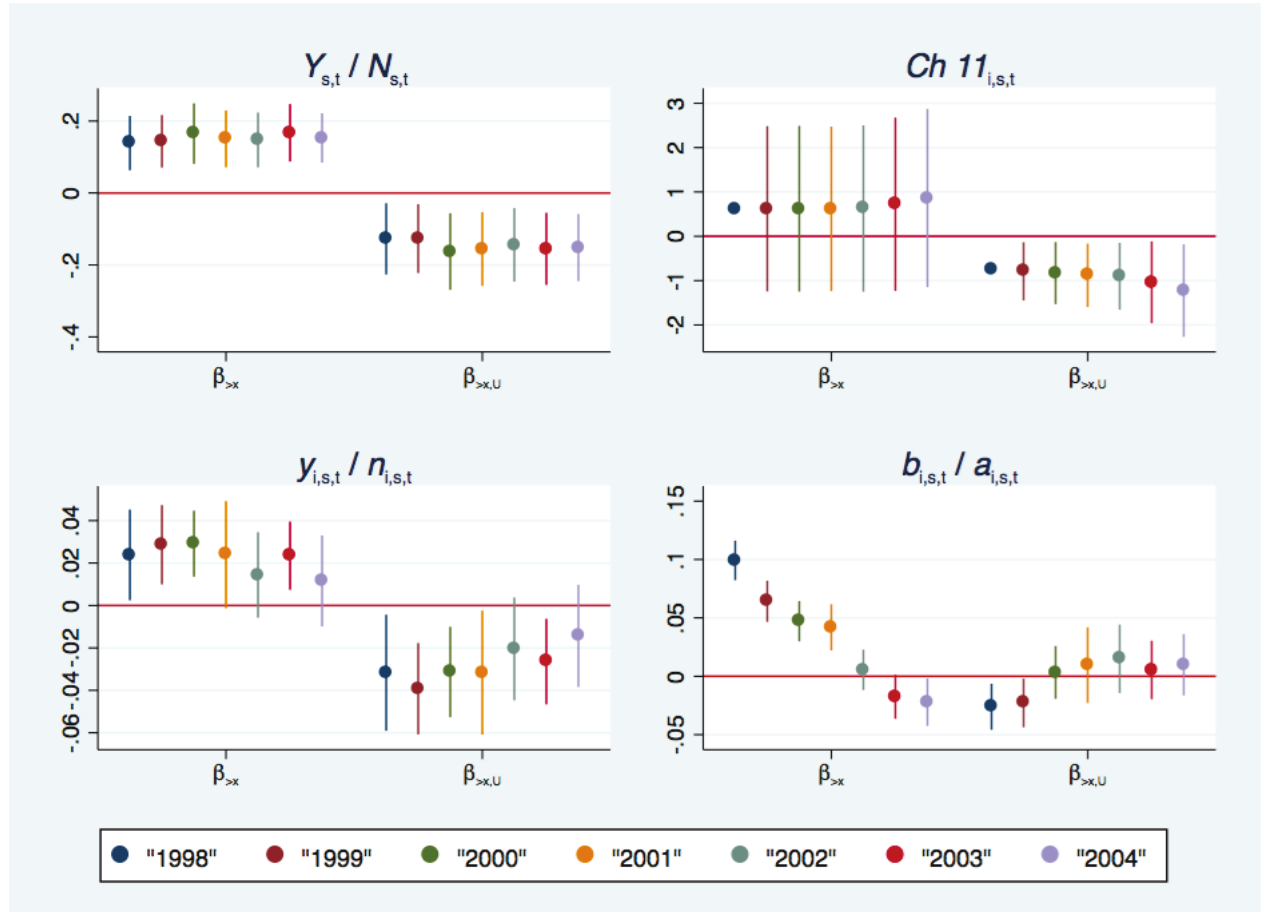 Y s,t / N s,t
.2
0
-.2
-.4
β >x
β >x,U
Ch 11 i,s,t
3
2
1
0
-1
-2
β >x
β >x,U
y i,s,t / n i,s,t
.04
.02
0
-.02
-.04
-.06
β >x
β >x,U
b i,s,t / a i,s,t
.15
.1
.05
0
-.05
β >x
β >x,U
"1998" "1999" "2000" "2001" "2002" "2003" "2004"